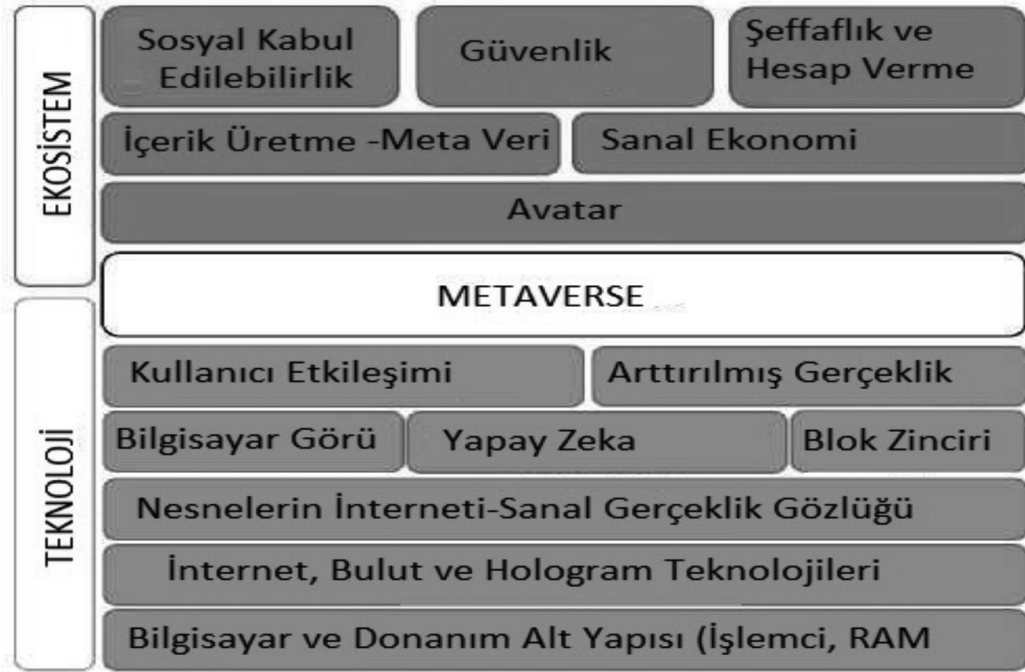 EKOSİSTEM
Sosyal Kabul
Edilebilirlik
Güvenlik
Şeffaflık ve
Hesap Verme
İçerik Üretme -Meta Veri
Sanal Ekonomi
Avatar
METAVERSE
TEKNOLOJİ
Kullanıcı Etkileşimi
Arttırılmış Gerçeklik
Bilgisayar Görü
Yapay Zeka
Blok Zinciri
Nesnelerin İnterneti-Sanal Gerçeklik Gözlüğü
İnternet, Bulut ve Hologram Teknolojileri
Bilgisayar ve Donanım Alt Yapısı (İşlemci, RAM